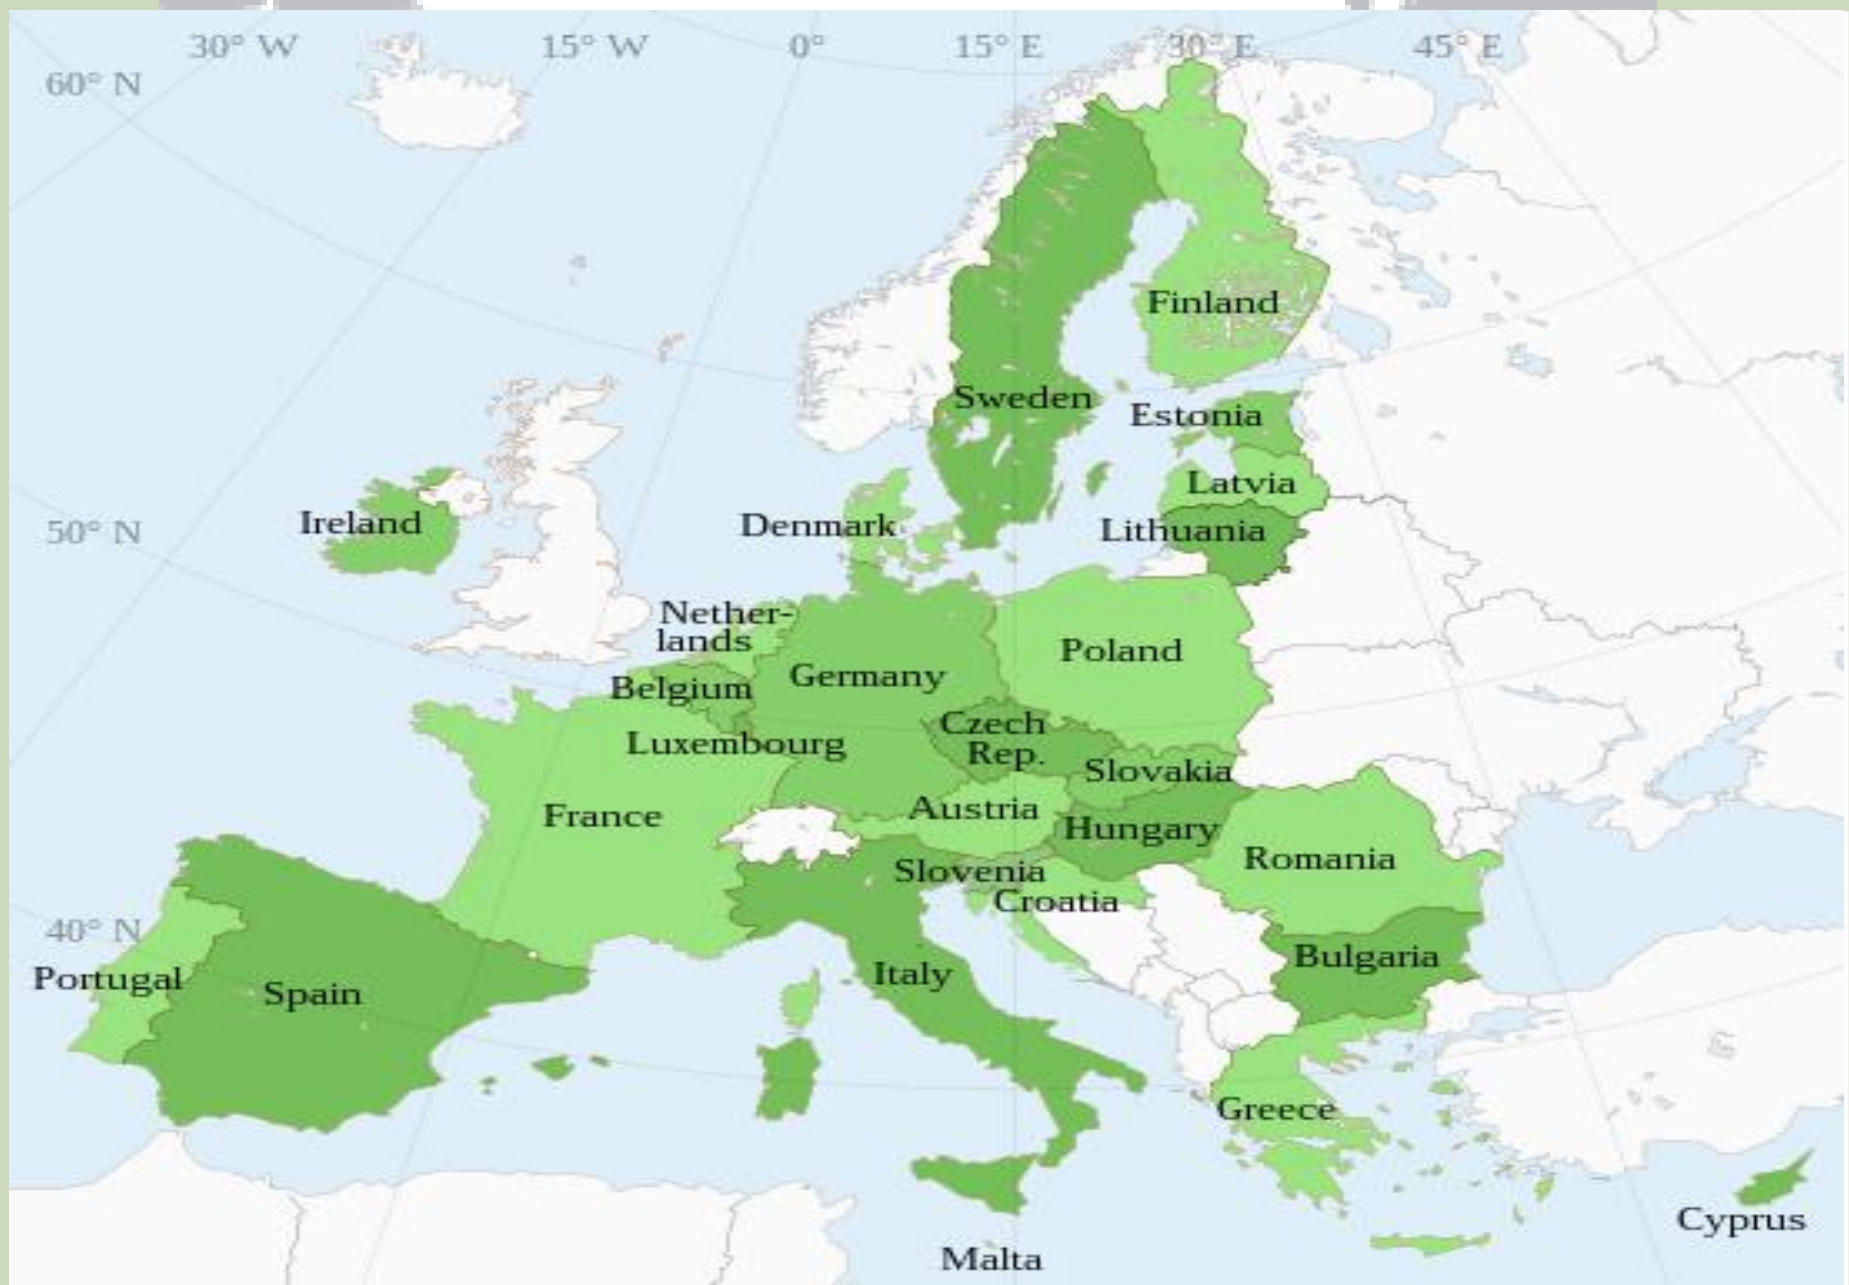 30° W
15° W
0°
15° E
30° E
45° E
60° N
Finland
Sweden
Estonia
Latvia
Ireland
Denmark
Lithuania
50° N
Nether-
lands
Poland
Germany
Belgium
Czech
Rep.
Luxembourg
Slovakia
Austria
France
Hungary
Romania
Slovenia
Croatia
40° N
Bulgaria
Portugal
Italy
Spain
Greece
Cyprus
Malta